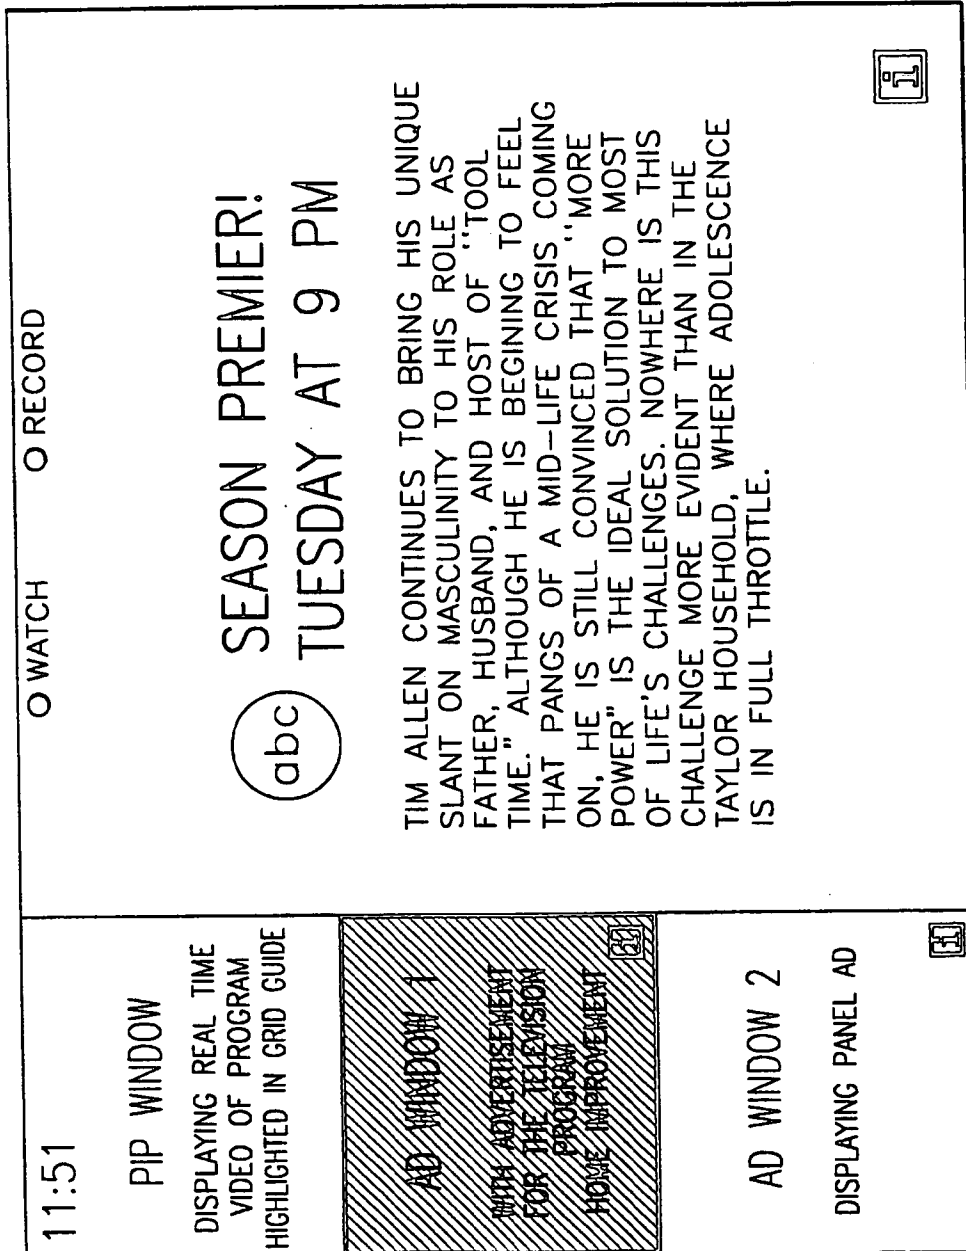 11:51
PIP WINDOW
DISPLAYING REAL TIME
VIDEO OF PROGRAM
HIGHLIGHTED IN GRID GUIDE
AD WINDOW 1
WITH ADVERTISEMENT
FOR THE TELEVISION
PROGRAM
HOME IMPROVEMENT
i
AD WINDOW 2
DISPLAYING PANEL AD
i
O WATCH O RECORD
abc
SEASON PREMIER!
TUESDAY AT 9 PM
TIM ALLEN CONTINUES TO BRING HIS UNIQUE
SLANT ON MASCULINITY TO HIS ROLE AS
FATHER, HUSBAND, AND HOST OF "TOOL
TIME." ALTHOUGH HE IS BEGINING TO FEEL
THAT PANGS OF A MID-LIFE CRISIS COMING
ON, HE IS STILL CONVINCED THAT "MORE
POWER" IS THE IDEAL SOLUTION TO MOST
OF LIFE'S CHALLENGES. NOWHERE IS THIS
CHALLENGE MORE EVIDENT THAN IN THE
TAYLOR HOUSEHOLD, WHERE ADOLESCENCE
IS IN FULL THROTTLE.
i